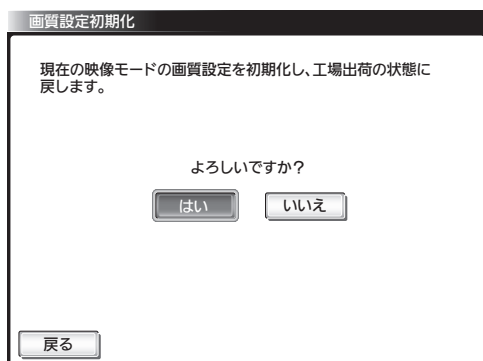 画質設定初期化
現在の映像モードの画質設定を初期化し、工場出荷の状態に
戻します。
よろしいですか?
はい いいえ
戻る